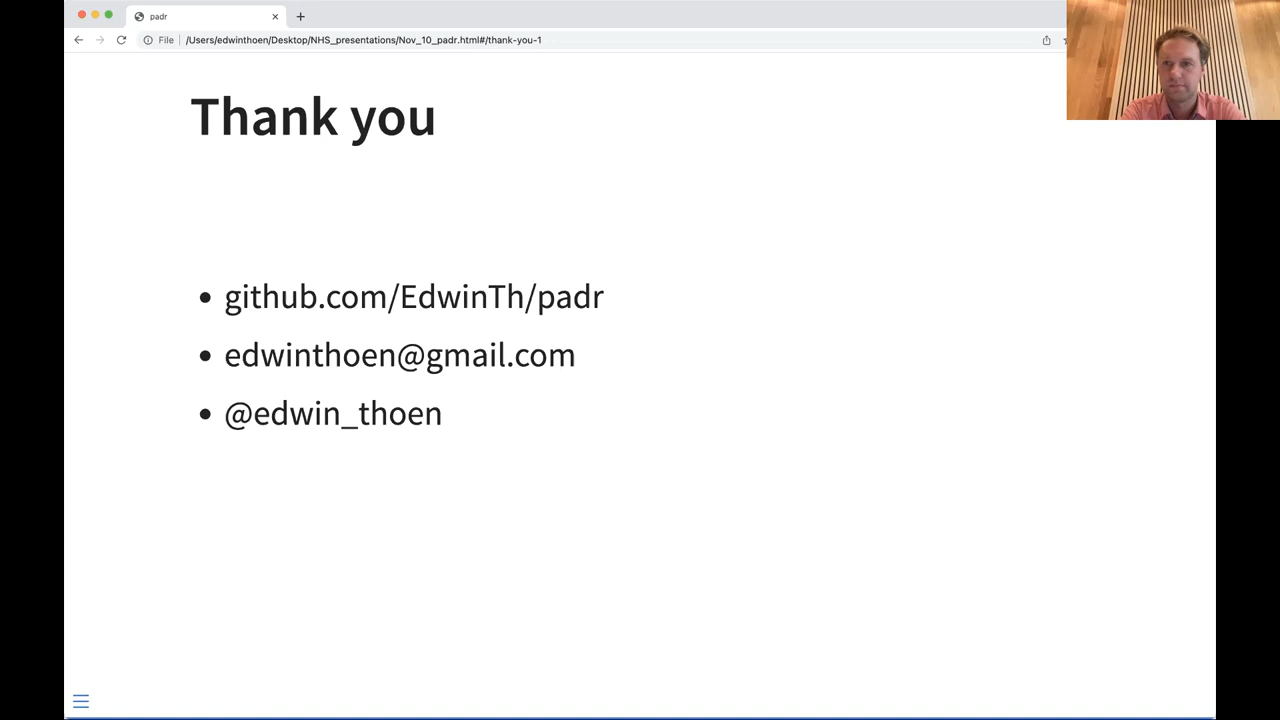 padr
File
/Users/edwinthoen/Desktop/NHS_presentations/Nov_10_padr.html#/thank-you-1
Thank you
github.com/EdwinTh/padr
edwinthoen@gmail.com
@edwin_thoen